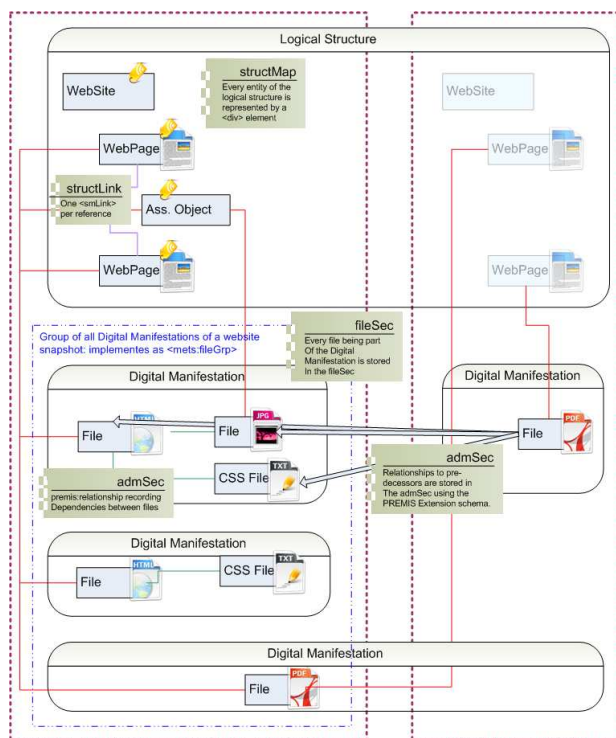 Logical Structure
WebSite
structMap
Every entity of the
logical structure is
represented by a
<div> element
WebSite
WebPage
WebPage
structLink
One <smLink>
per reference
Ass. Object
WebPage
WebPage
Group of all Digital Manifestations of a website
snapshot: implementes as <mets:fileGrp>
fileSec
Every file being part
Of the Digital
Manifestation is stored
In the fileSec
Digital Manifestation
Digital Manifestation
File
HTML
File
JPG
File
PDF
CSS File
TXT
admSec
premis:relationship recording
Dependencies between files
admSec
Relationships to pre-
decessors are stored in
The admSec using the
PREMIS Extension schema.
Digital Manifestation
File
HTML
CSS File
TXT
Digital Manifestation
File
PDF